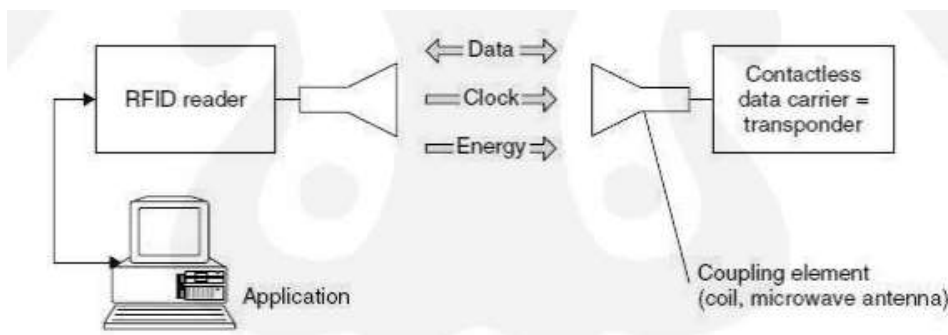 RFID reader
Data
Clock
Energy
Contactless
data carrier =
transponder
Application
Coupling element
(coil, microwave antenna)